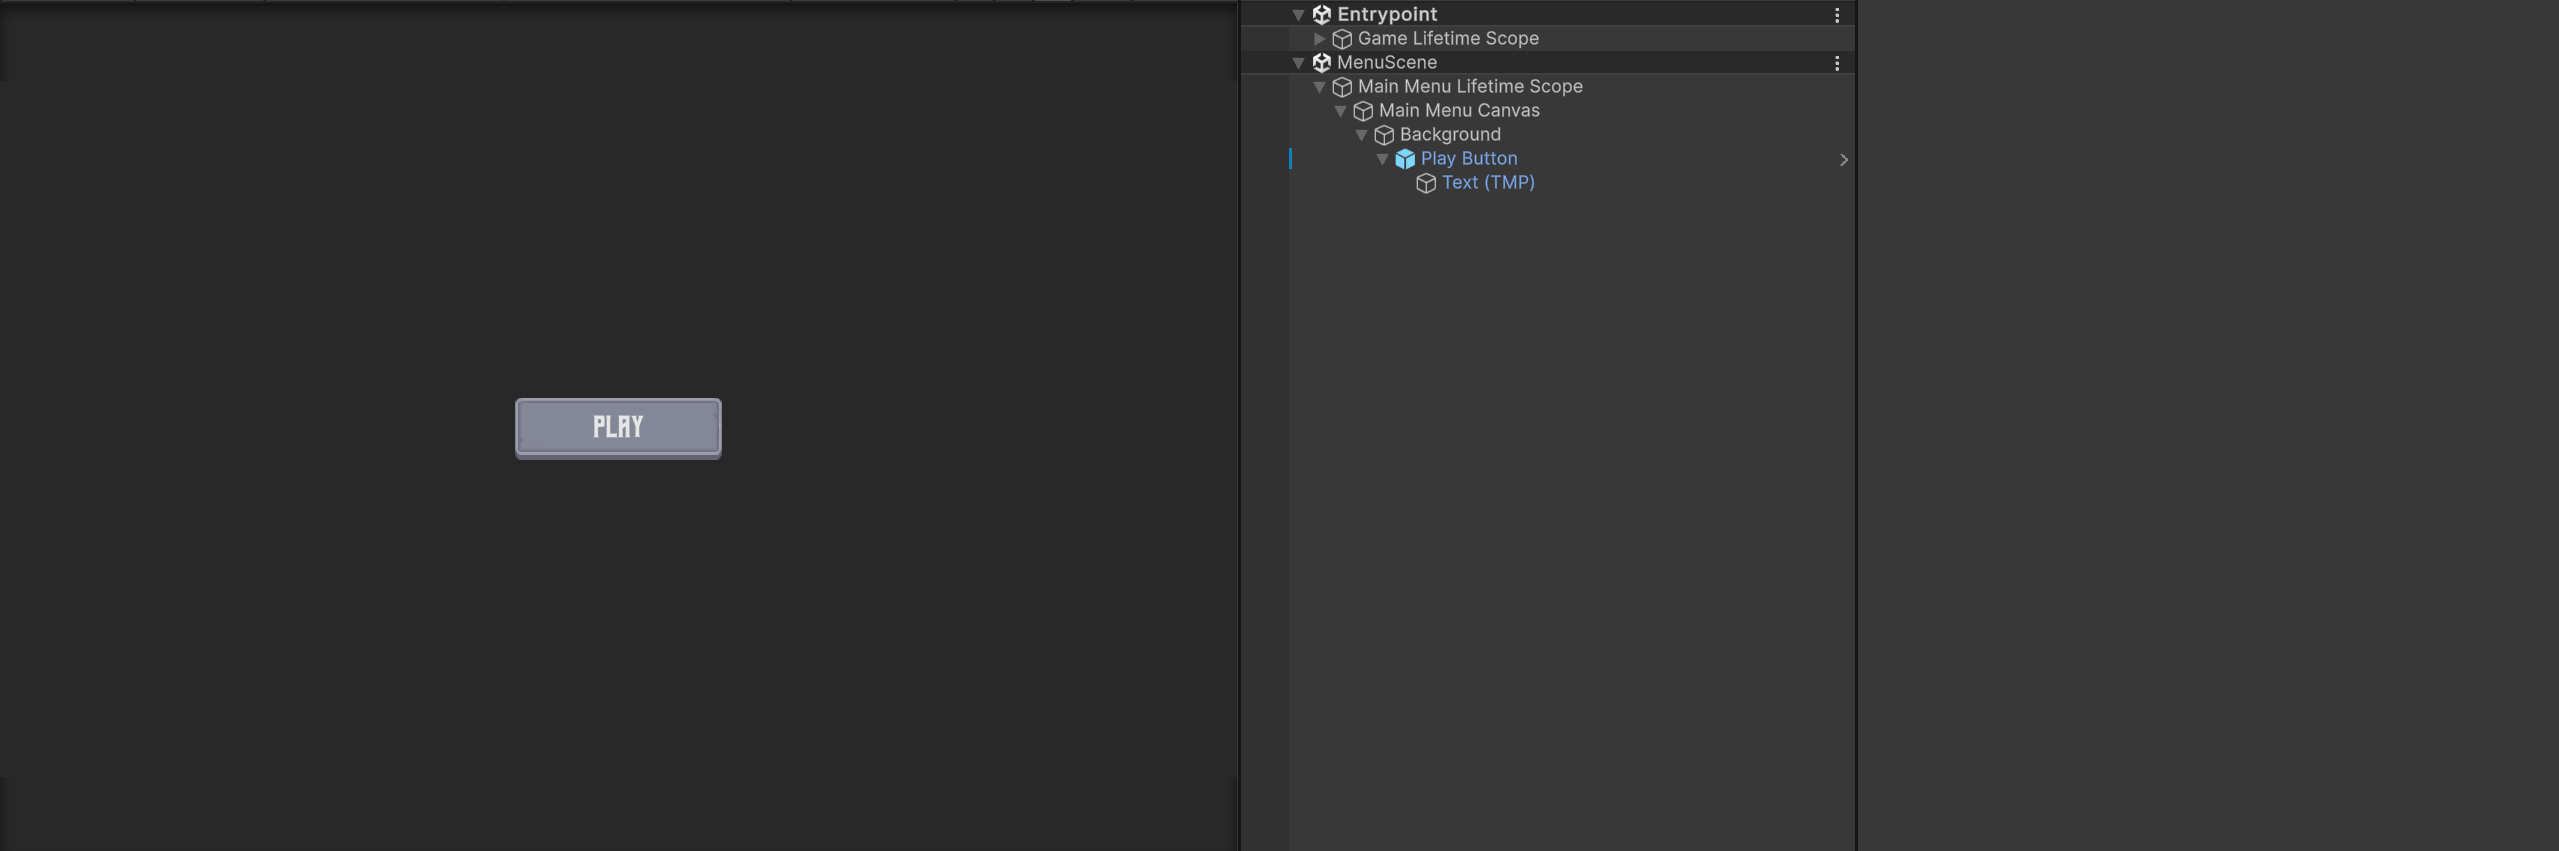 PLAY
Entrypoint
Game Lifetime Scope
MenuScene
Main Menu Lifetime Scope
Main Menu Canvas
Background
Play Button
Text (TMP)